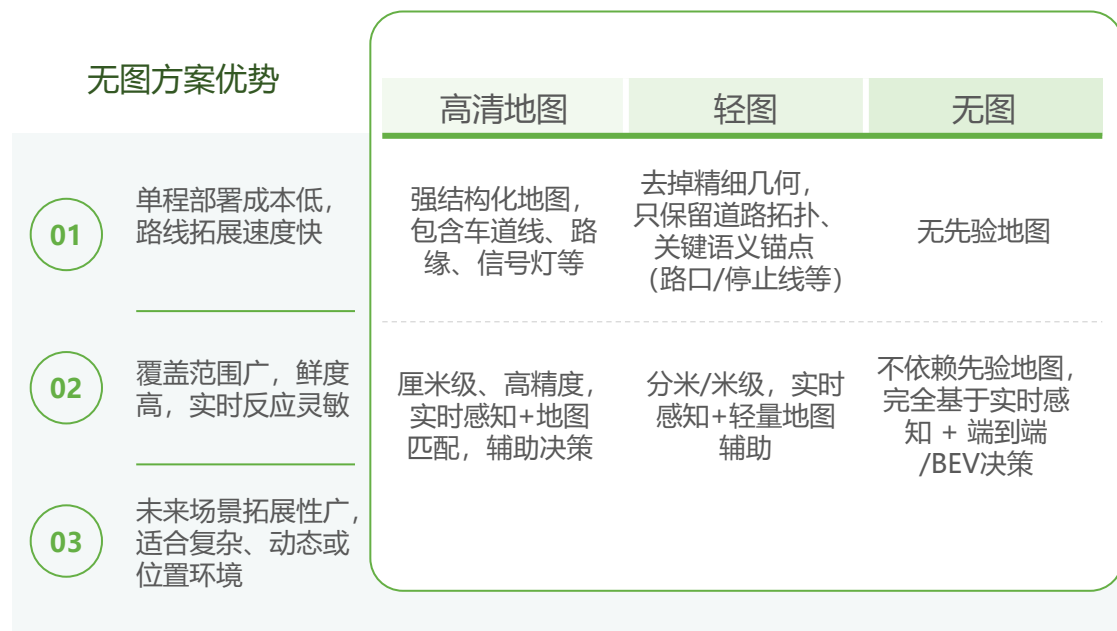 无图方案优势
01
单程部署成本低，
路线拓展速度快
02
覆盖范围广，鲜度
高，实时反应灵敏
03
未来场景拓展性广，
适合复杂、动态或
位置环境
高清地图
轻图
无图
强结构化地图，
包含车道线、路
缘、信号灯等
去掉精细几何，
只保留道路拓扑、
关键语义锚点
（路口/停止线等）
无先验地图
厘米级、高精度，
实时感知+地图
匹配，辅助决策
分米/米级，实时
感知+轻量地图
辅助
不依赖先验地图，
完全基于实时感
知 + 端到端
/BEV决策